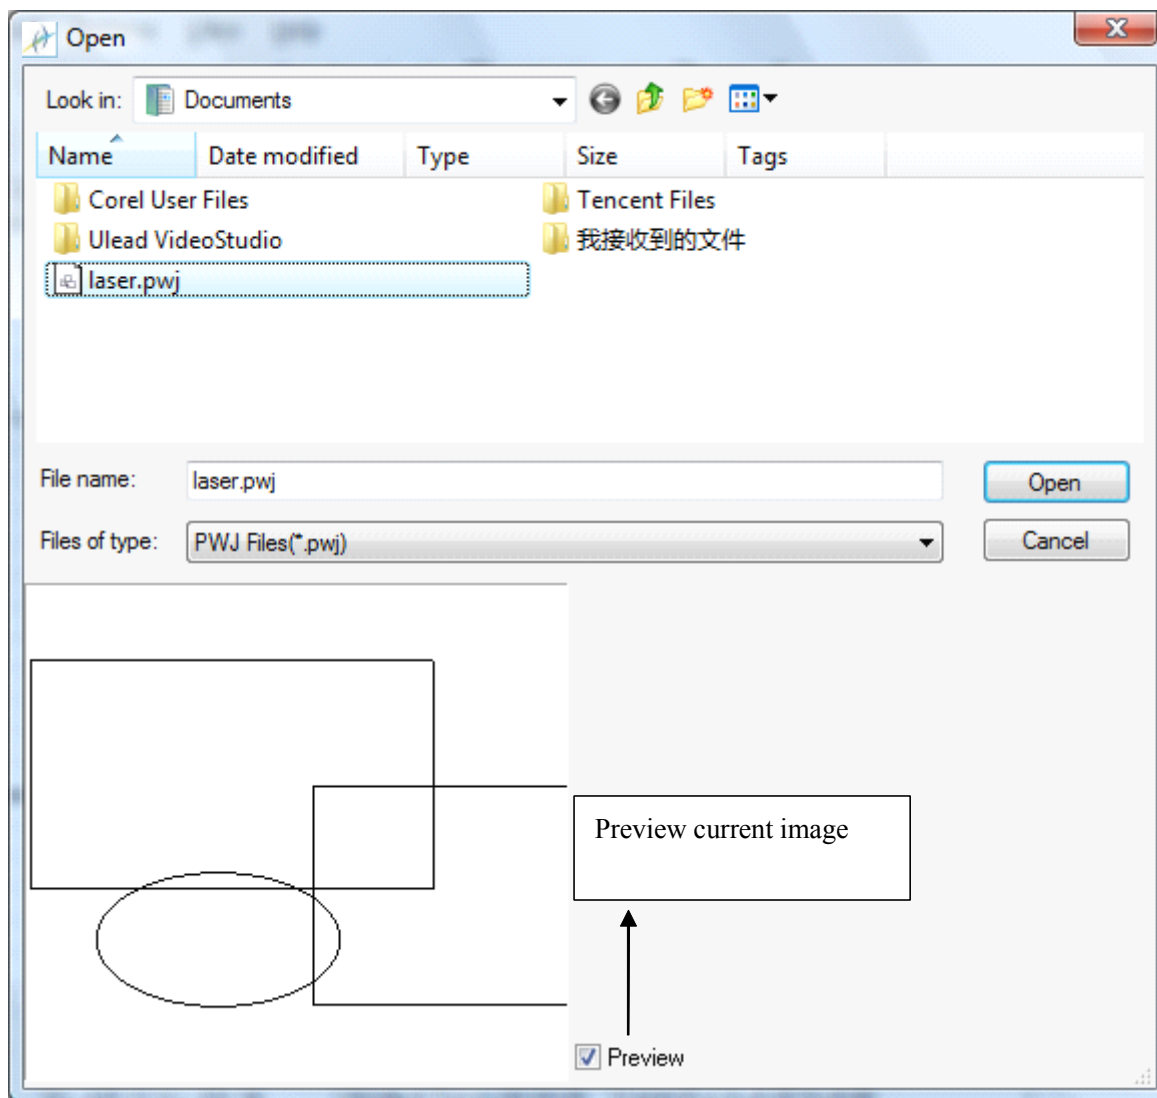 Open
Look in: Documents
Name Date modified Type Size Tags
Corel User Files Tencent Files
Ulead VideoStudio 我接收到的文件
laser.pwj
File name: laser.pwj Open
Files of type: PWJ Files(*.pwj) Cancel
Preview current image
Preview